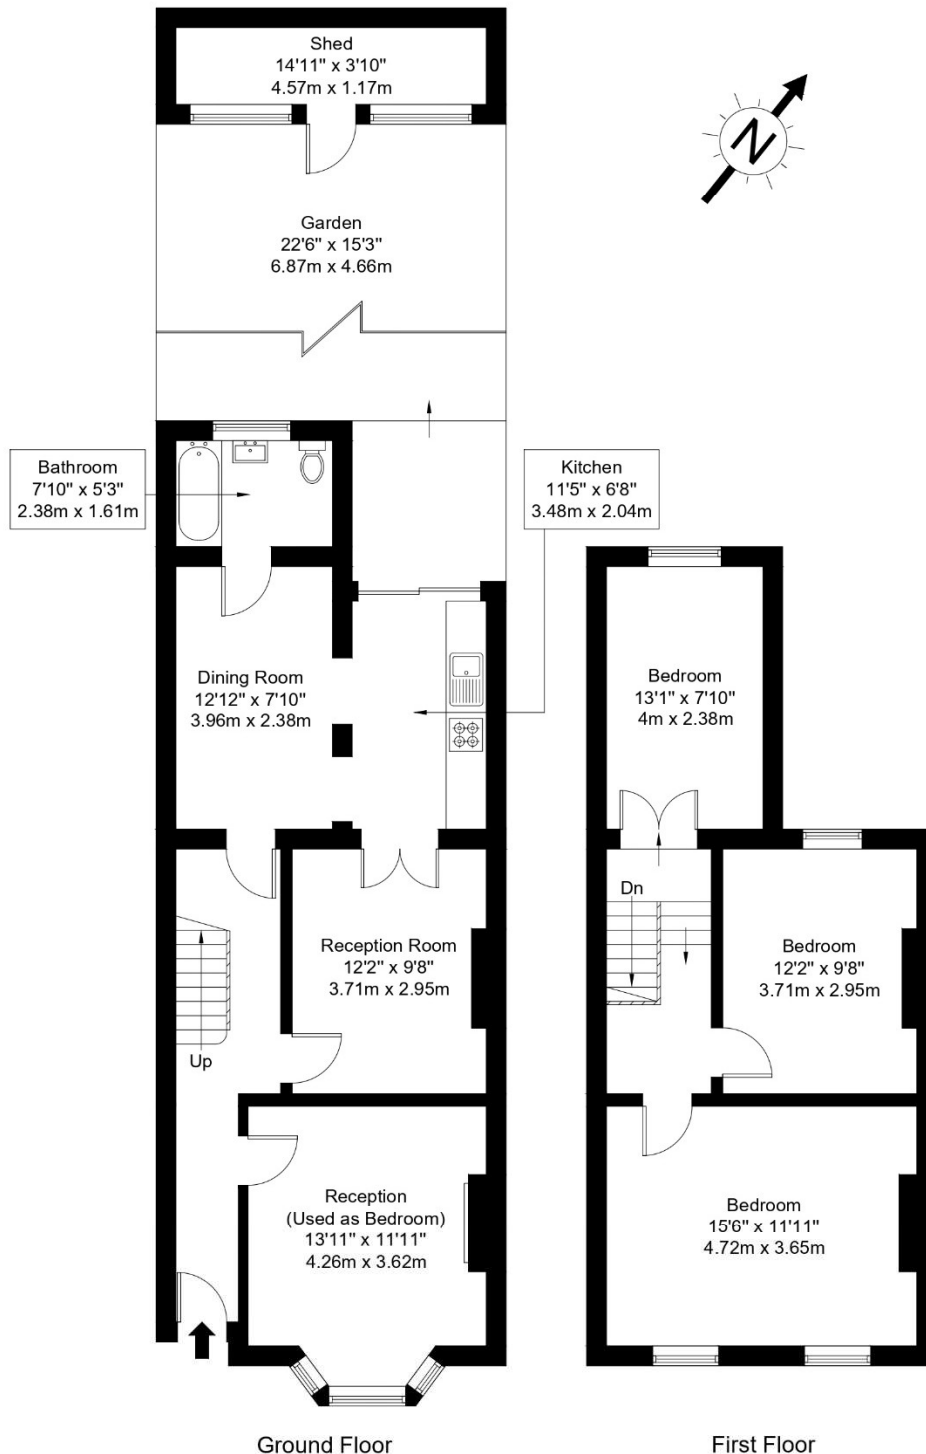 Shed
14'11" x 3'10"
4.57m x 1.17m
N
Garden
22'6" x 15'3"
6.87m x 4.66m
Bathroom
7'10" x 5'3"
2.38m x 1.61m
Kitchen
11'5" x 6'8"
3.48m x 2.04m
Dining Room
12'12" x 7'10"
3.96m x 2.38m
Bedroom
13'1" x 7'10"
4m x 2.38m
Dn
Reception Room
12'2" x 9'8"
3.71m x 2.95m
Bedroom
12'2" x 9'8"
3.71m x 2.95m
Up
Reception
(Used as Bedroom)
13'11" x 11'11"
4.26m x 3.62m
Bedroom
15'6" x 11'11"
4.72m x 3.65m
Ground Floor
First Floor